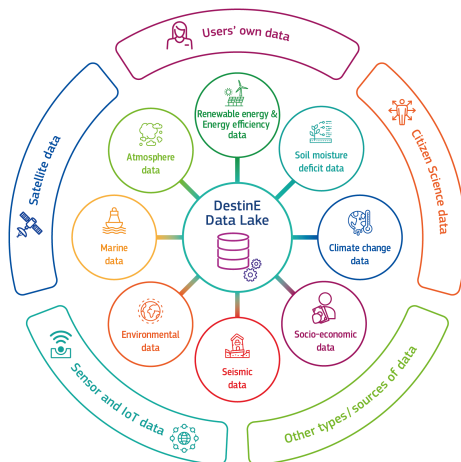 Users' own data
Satellite data
Citizen Science data
Renewable energy &
Energy efficiency
data
Atmosphere
data
Soil moisture
deficit data
DestinE
Data Lake
Marine
data
Climate change
data
Environmental
data
Socio-economic
data
Seismic
data
Sensor and IoT data
Other types/sources of data